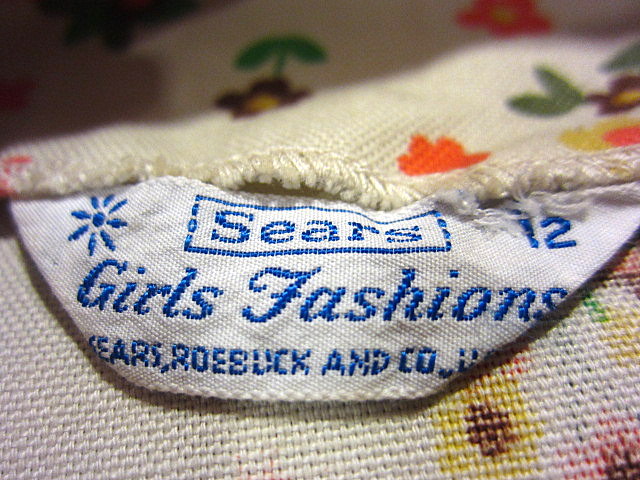 Sears 12
Girls Fashions
SEARS, ROEBUCK AND CO.,